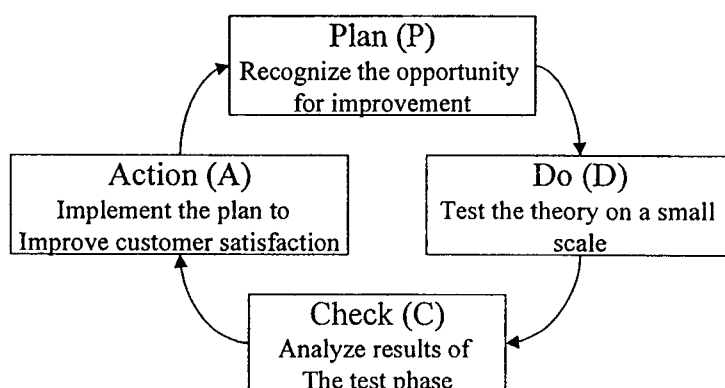 Plan (P)
Recognize the opportunity
for improvement
Action (A)
Implement the plan to
Improve customer satisfaction
Do (D)
Test the theory on a small
scale
Check (C)
Analyze results of
The test phase